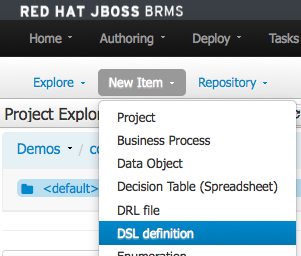 RED HAT JBOSS BRMS
Home Authoring Deploy Tasks
Explore New Item Repository
Project Explor
Project
Business Process
Data Object
Decision Table (Spreadsheet)
DRL file
DSL definition
Enumeration
Demos / co
<default>